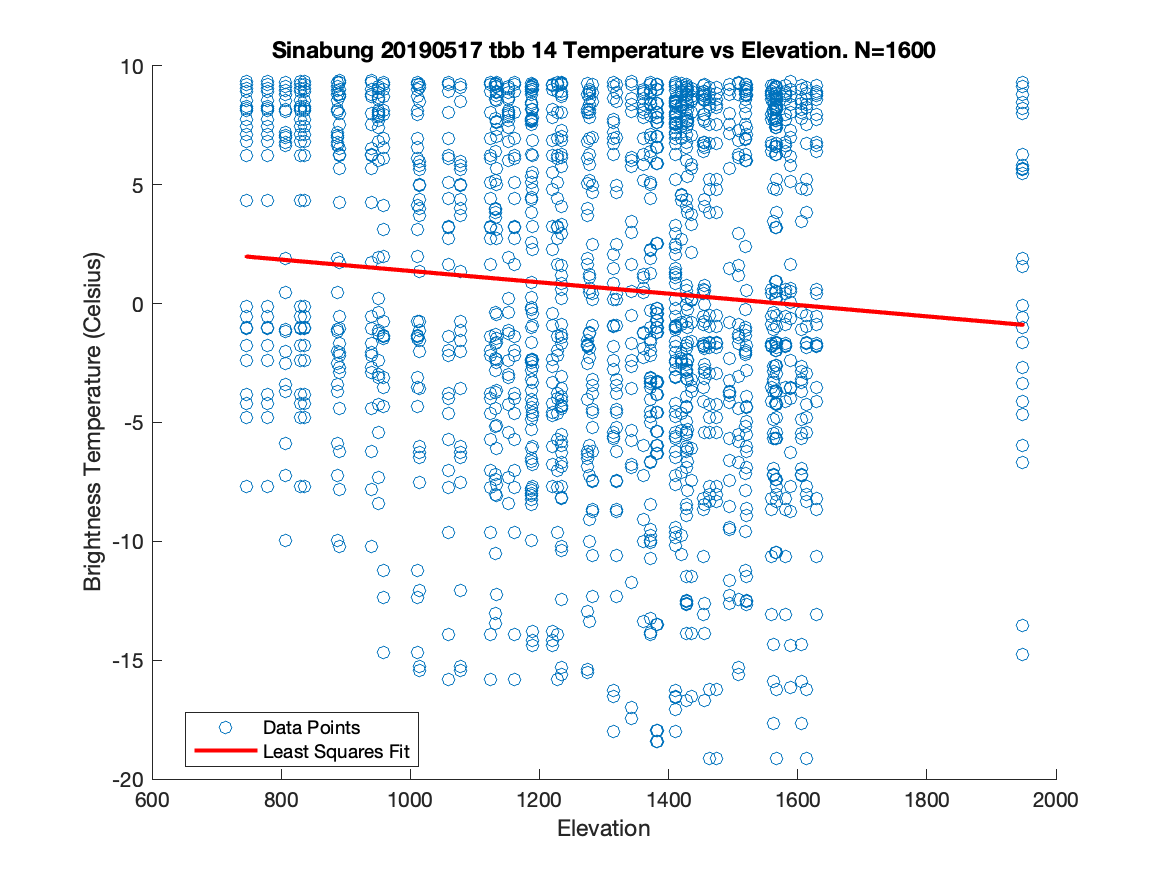 Sinabung 20190517 tbb 14 Temperature vs Elevation. N=1600
10
5
0
-5
-10
-15
-20
Brightness Temperature (Celsius)
Data Points
Least Squares Fit
600 800 1000 1200 1400 1600 1800 2000
Elevation